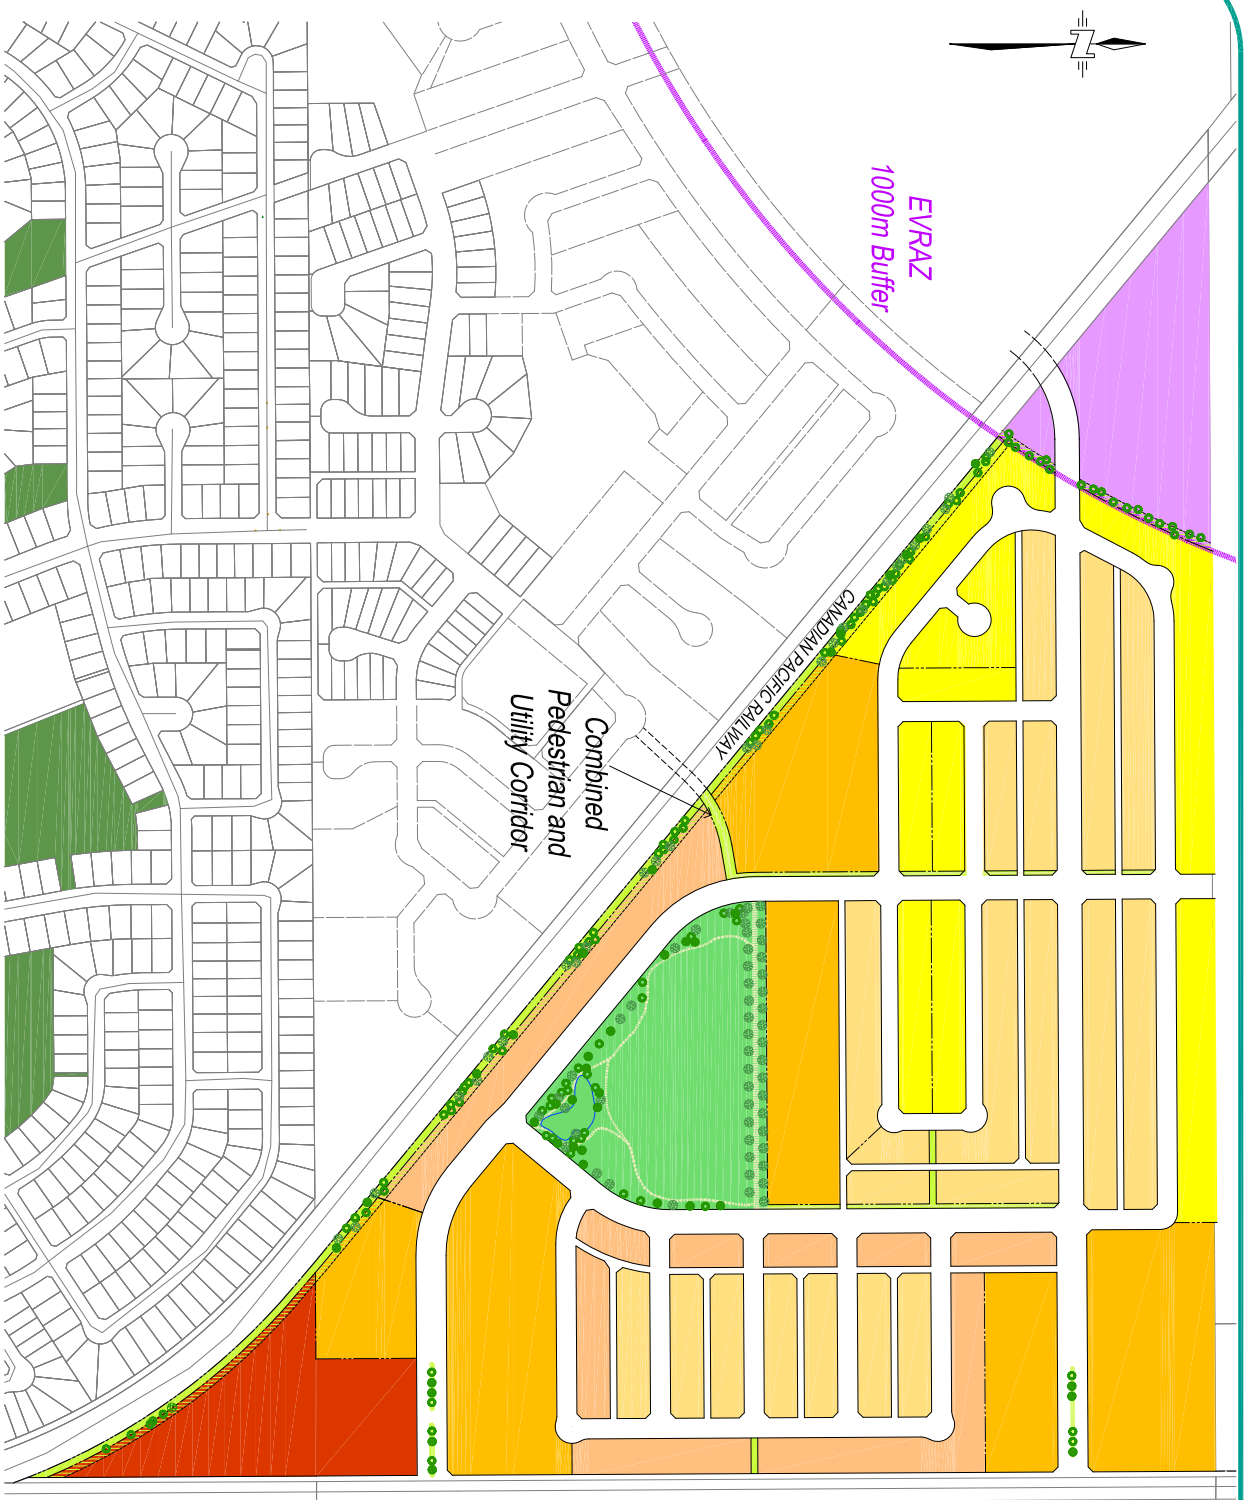 EVRAZ
1000m Buffer
CANADIAN PACIFIC RAILWAY
Combined
Pedestrian and
Utility Corridor
N